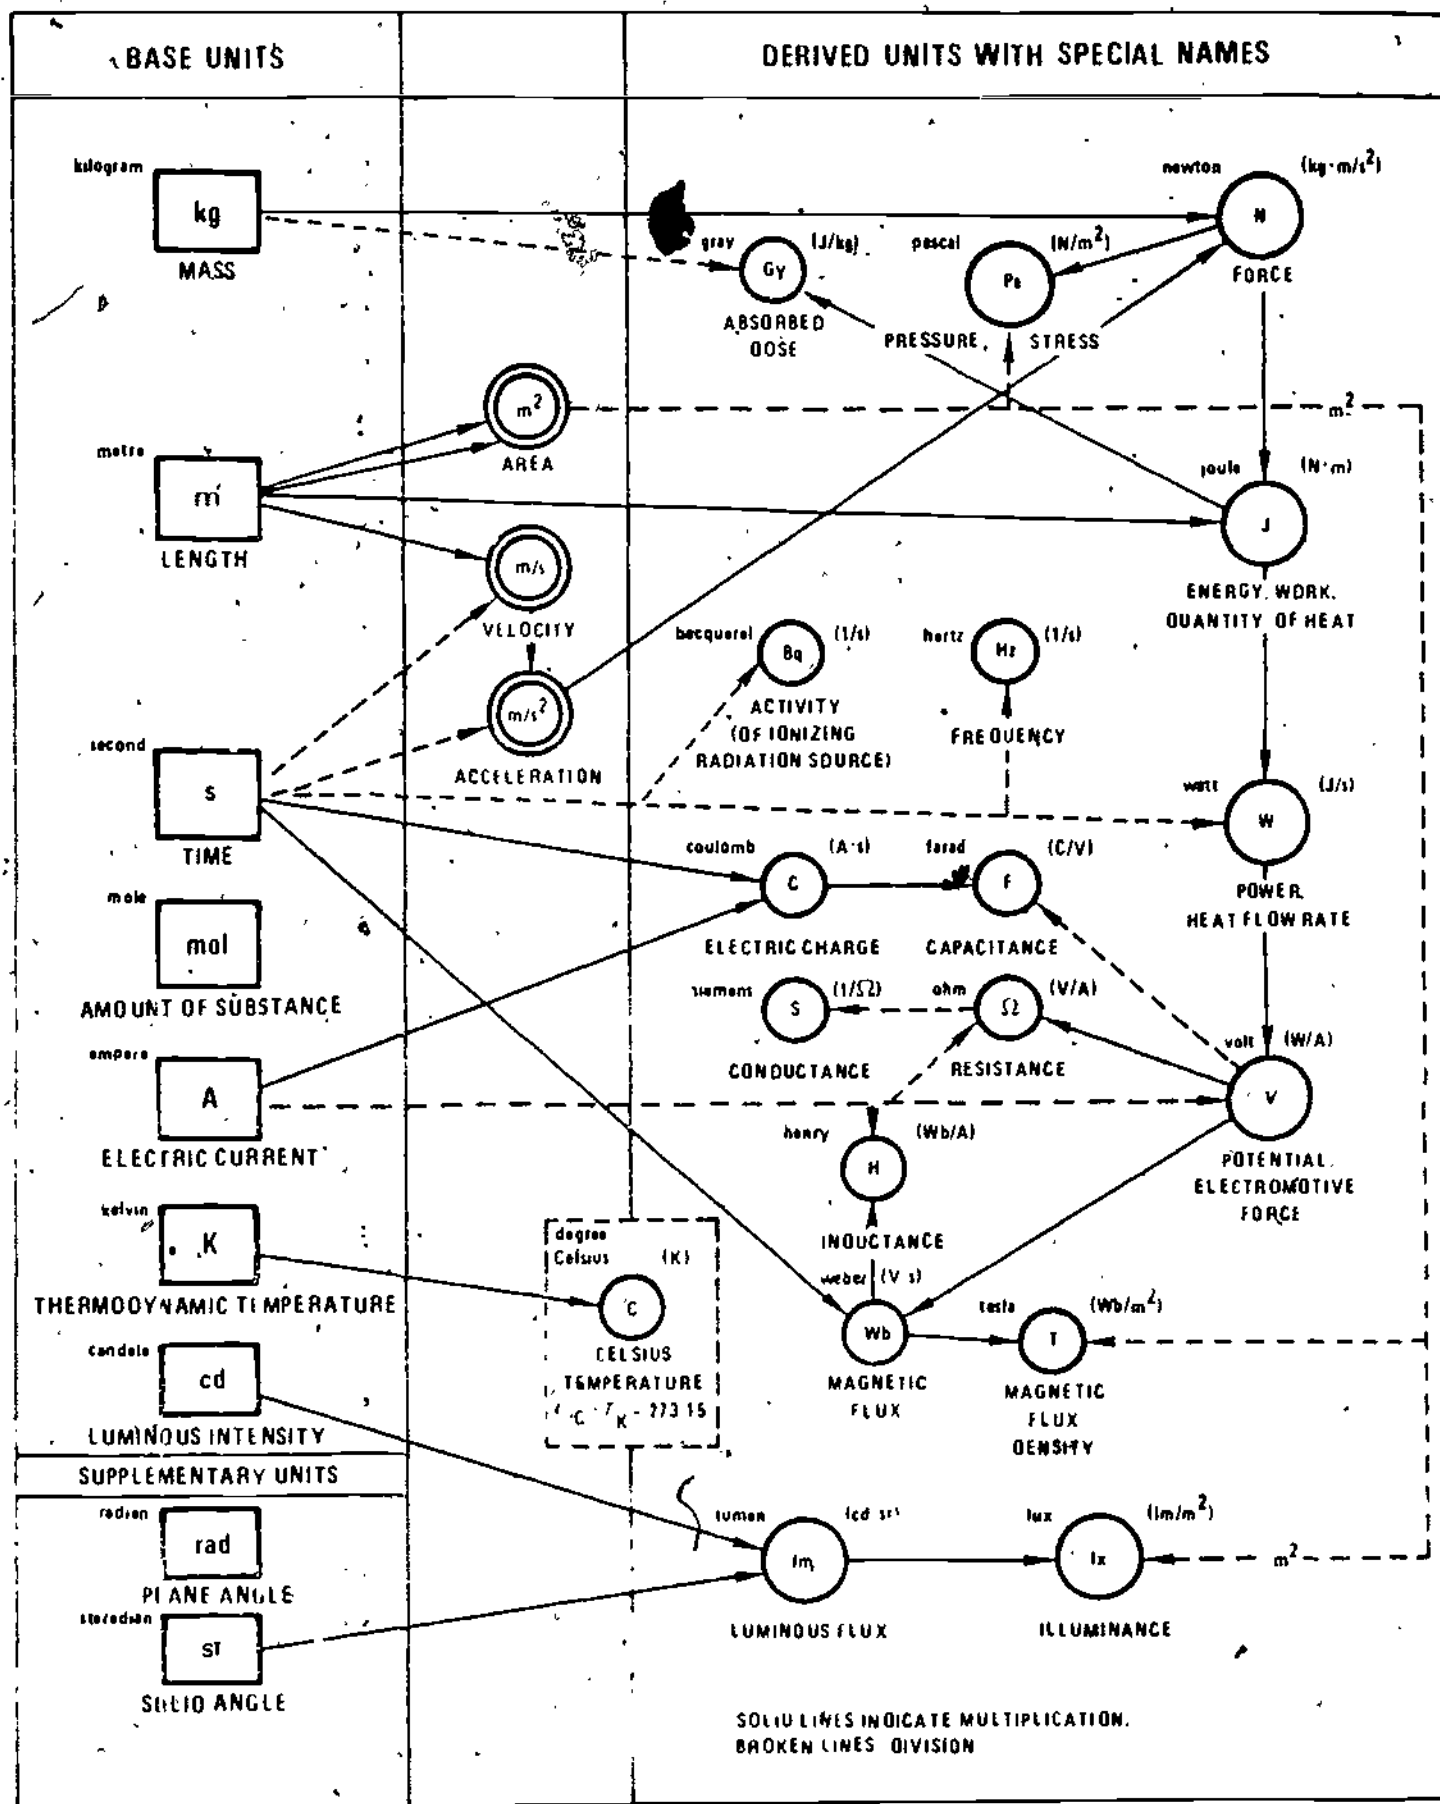 BASE UNITS
DERIVED UNITS WITH SPECIAL NAMES
kilogram
kg
MASS
newton
(kg·m/s²)
N
FORCE
gray
(J/kg)
Gy
ABSORBED
DOSE
pascal
(N/m²)
Pa
PRESSURE, STRESS
m²
AREA
m²
metre
m
LENGTH
joule
(N·m)
J
ENERGY, WORK,
QUANTITY OF HEAT
m/s
VELOCITY
becquerel
(1/s)
Bq
ACTIVITY
(OF IONIZING
RADIATION SOURCE)
hertz
(1/s)
Hz
FREQUENCY
m/s²
ACCELERATION
second
s
TIME
watt
(J/s)
W
POWER,
HEAT FLOW RATE
coulomb
(A·s)
C
ELECTRIC CHARGE
farad
(C/V)
F
CAPACITANCE
mole
mol
AMOUNT OF SUBSTANCE
siemens
(1/Ω)
S
CONDUCTANCE
ohm
(V/A)
Ω
RESISTANCE
volt
(W/A)
V
POTENTIAL,
ELECTROMOTIVE
FORCE
ampere
A
ELECTRIC CURRENT
henry
(Wb/A)
H
INDUCTANCE
kelvin
K
THERMODYNAMIC TEMPERATURE
degree
Celsius
(K)
°C
CELSIUS
TEMPERATURE
K - 273.15
weber
(V·s)
Wb
MAGNETIC
FLUX
tesla
(Wb/m²)
T
MAGNETIC
FLUX
DENSITY
candela
cd
LUMINOUS INTENSITY
SUPPLEMENTARY UNITS
radian
rad
PLANE ANGLE
lumen
(cd·sr)
lm
LUMINOUS FLUX
lux
(lm/m²)
lx
ILLUMINANCE
m²
steradian
sr
SOLID ANGLE
SOLID LINES INDICATE MULTIPLICATION,
BROKEN LINES DIVISION